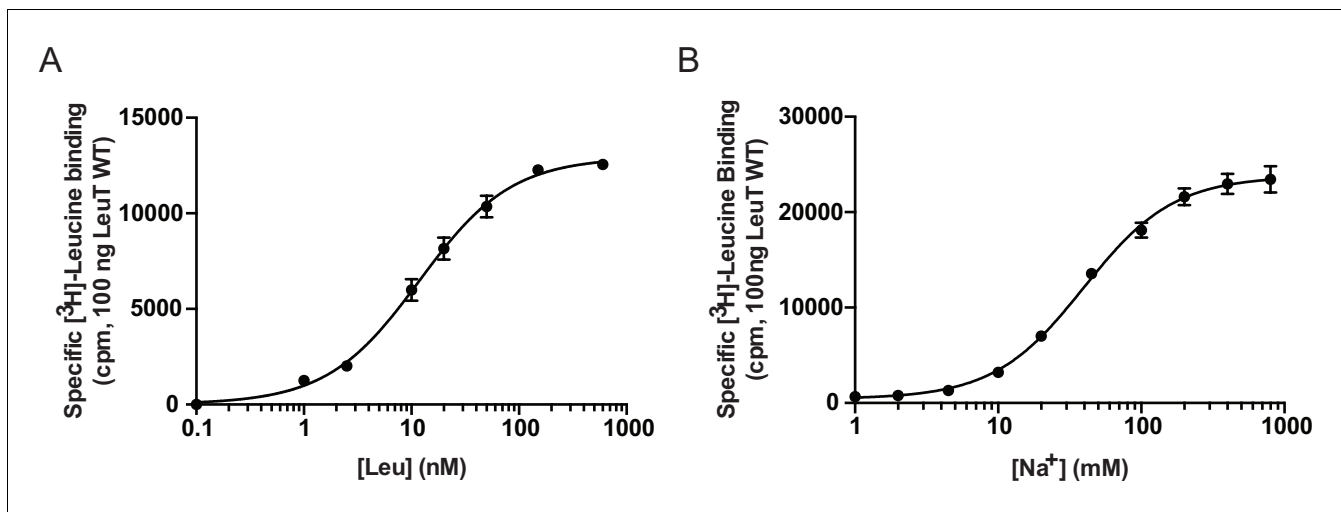 A
Specific [³H]-Leucine binding
(cpm, 100 ng LeuT WT)
15000
10000
5000
0
0.1
1
10
100
1000
[Leu] (nM)
B
Specific [³H]-Leucine Binding
(cpm, 100ng LeuT WT)
30000
20000
10000
0
1
10
100
1000
[Na⁺] (mM)